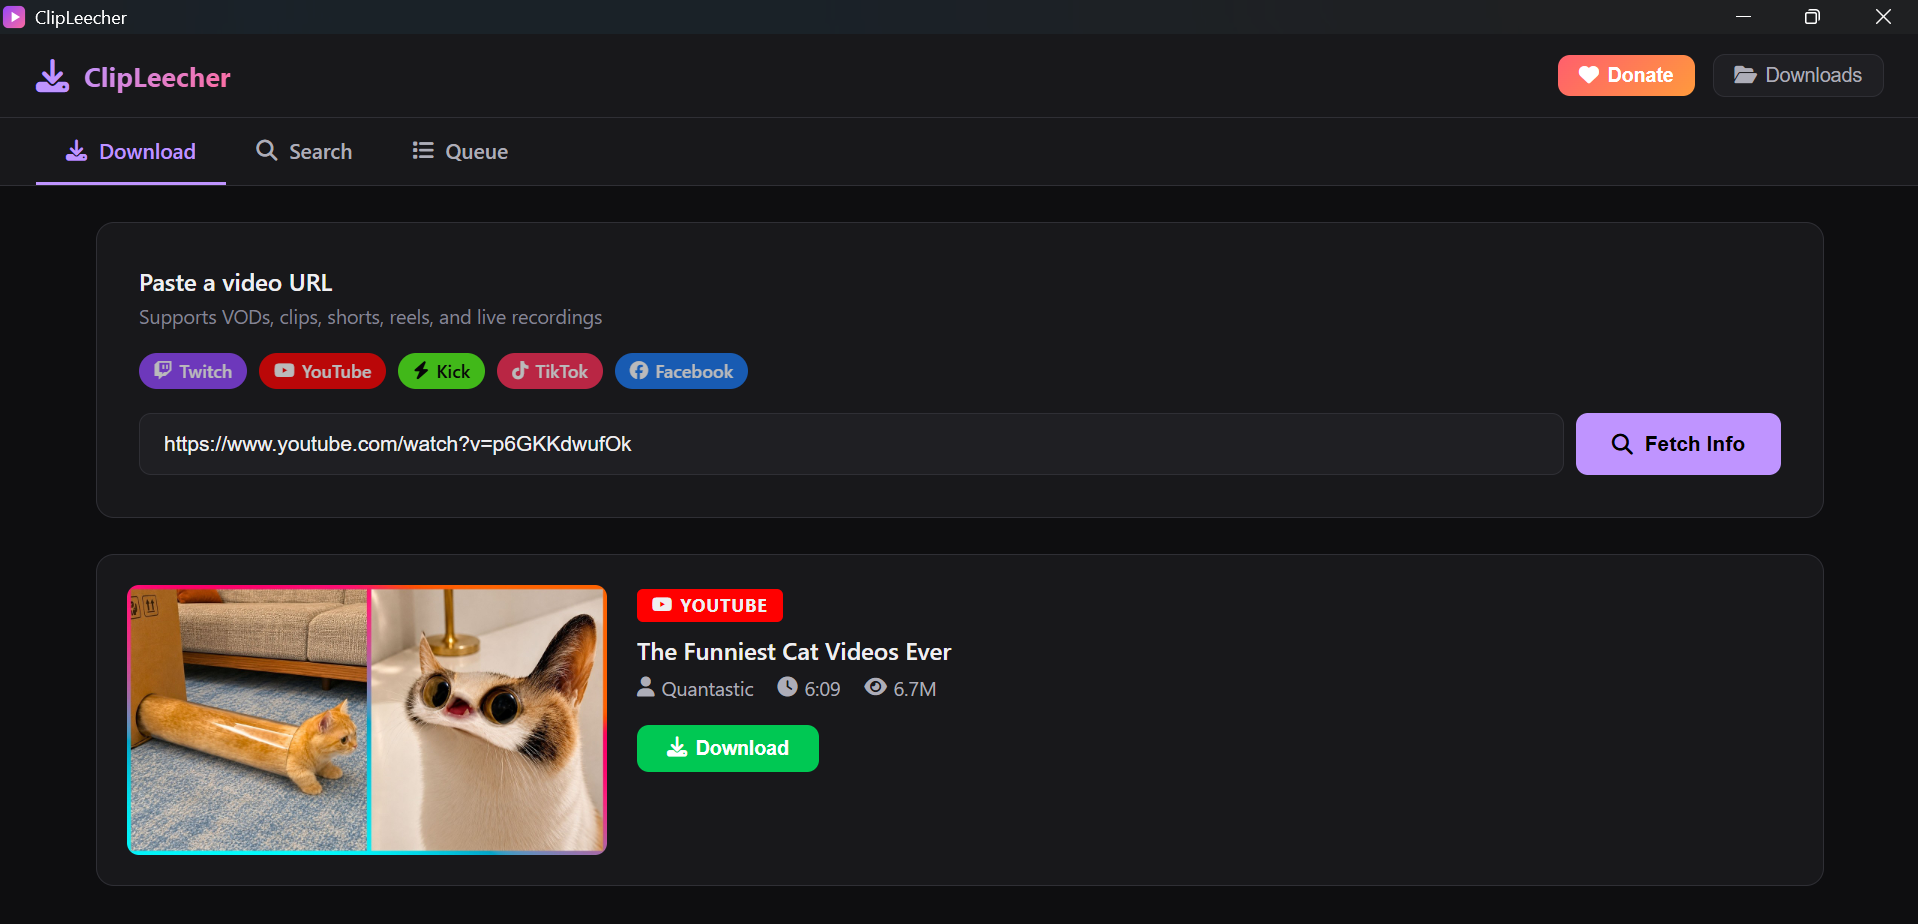 ClipLeecher
ClipLeecher
Donate
Downloads
Download
Search
Queue
Paste a video URL
Supports VODs, clips, shorts, reels, and live recordings
Twitch
YouTube
Kick
TikTok
Facebook
https://www.youtube.com/watch?v=p6GKKdwufOk
Fetch Info
YOUTUBE
The Funniest Cat Videos Ever
Quantastic 6:09 6.7M
Download